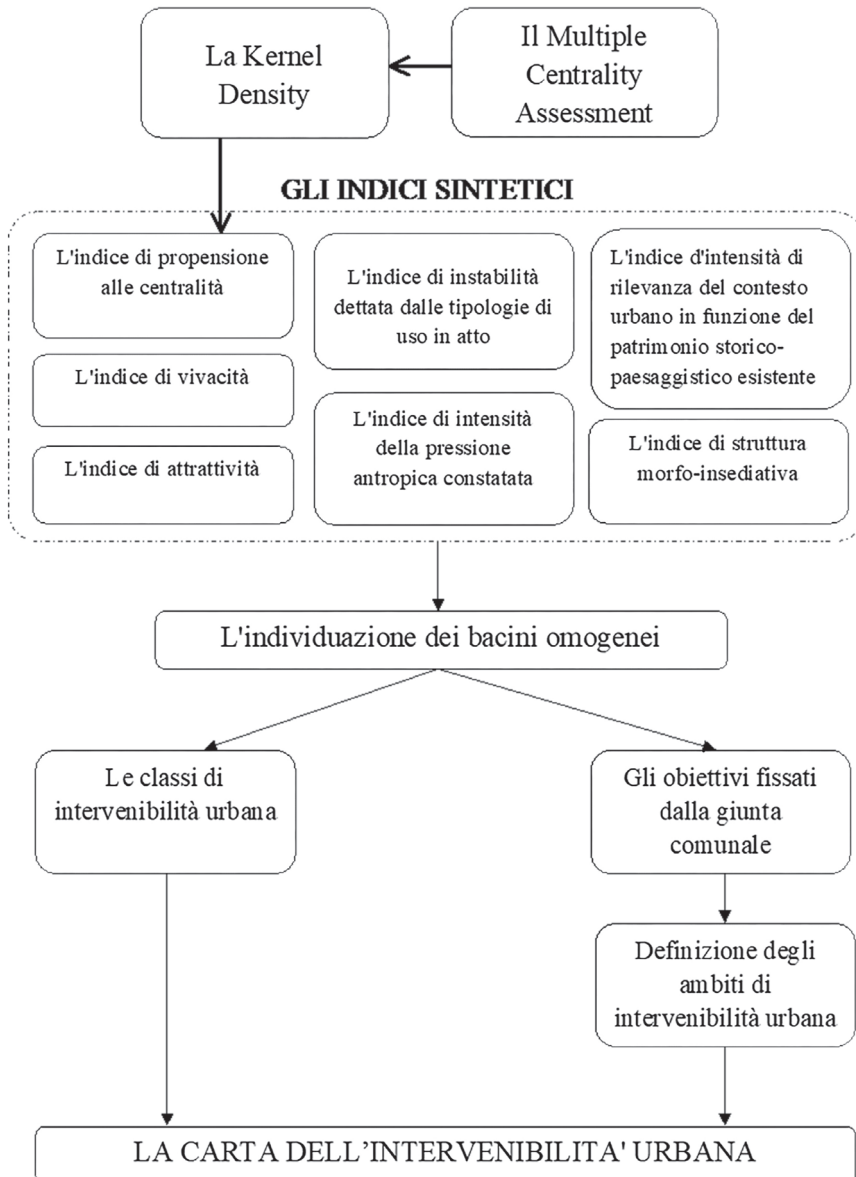 La Kernel
Density
Il Multiple
Centrality
Assessment
GLI INDICI SINTETICI
L'indice di propensione
alle centralità
L'indice di vivacità
L'indice di attrattività
L'indice di instabilità
dettata dalle tipologie di
uso in atto
L'indice di intensità
della pressione
antropica constatata
L'indice d'intensità di
rilevanza del contesto
urbano in funzione del
patrimonio storico-
paesaggistico esistente
L'indice di struttura
morfo-insediativa
L'individuazione dei bacini omogenei
Le classi di
intervenibilità urbana
Gli obiettivi fissati
dalla giunta
comunale
Definizione degli
ambiti di
intervenibilità urbana
LA CARTA DELL’INTERVENIBILITA' URBANA